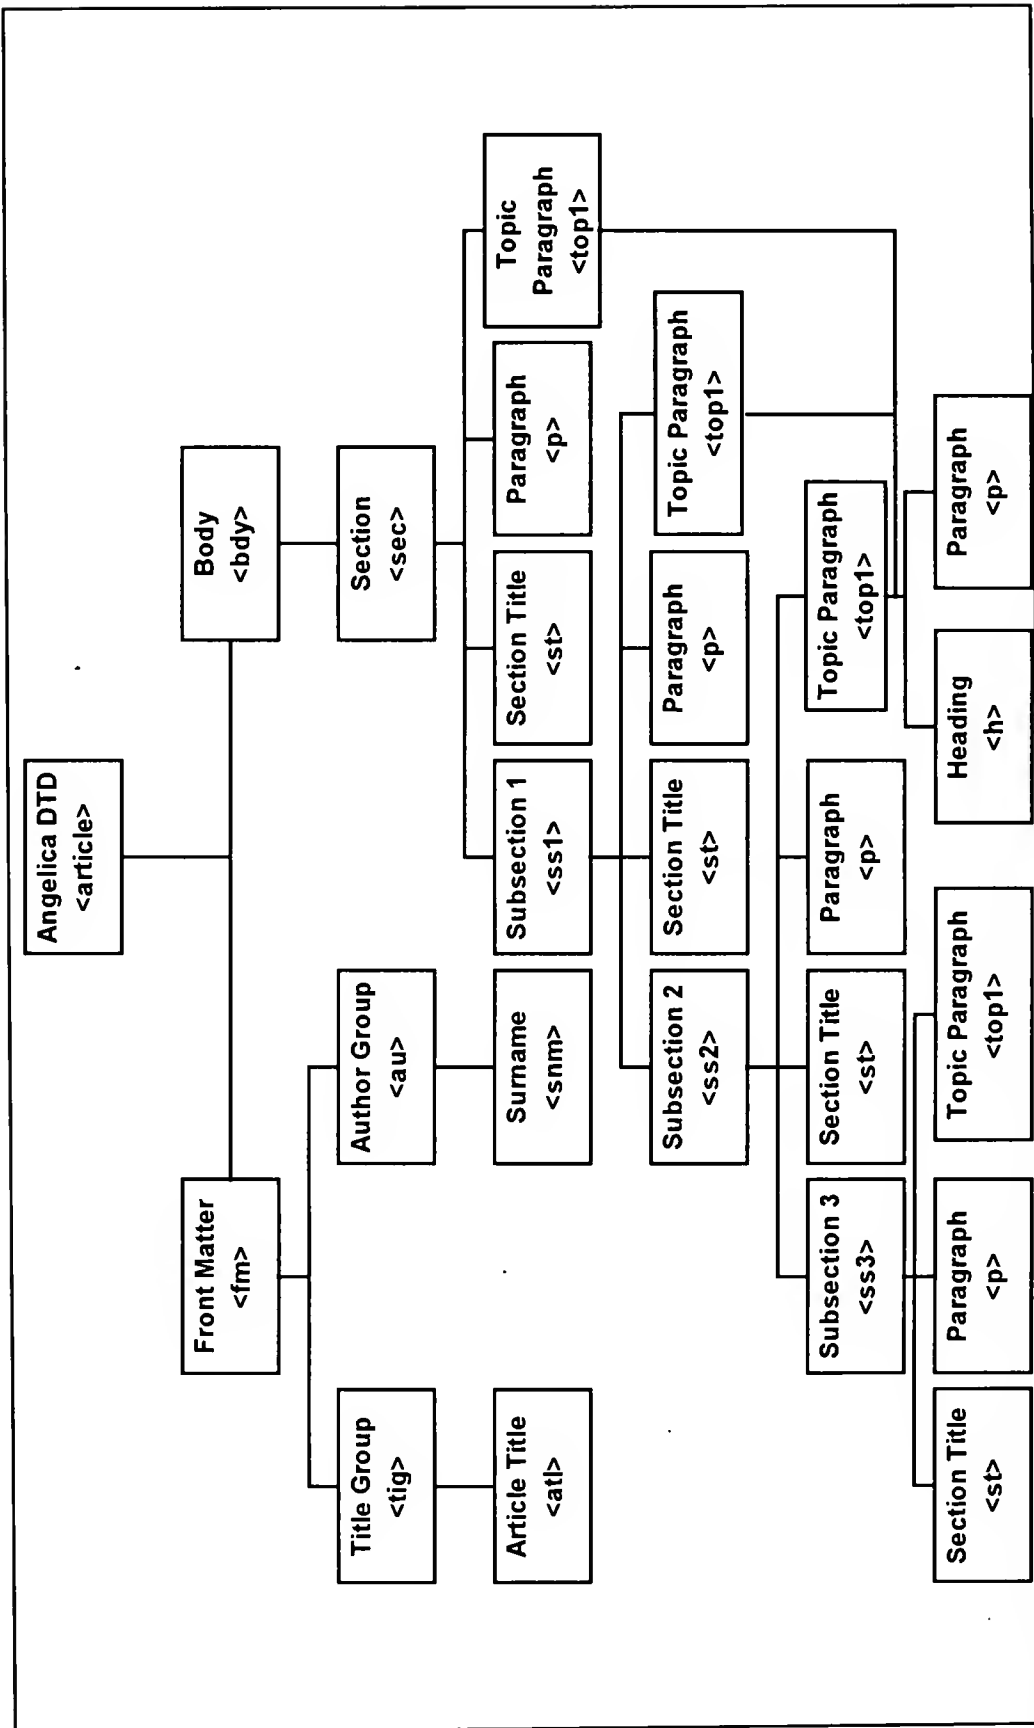 Angelica DTD
<article>
Front Matter
<fm>
Body
<bdy>
Title Group
<tig>
Author Group
<au>
Section
<sec>
Article Title
<atl>
Surname
<snm>
Subsection 1
<ss1>
Section Title
<st>
Paragraph
<p>
Topic
Paragraph
<top1>
Subsection 2
<ss2>
Section Title
<st>
Paragraph
<p>
Topic Paragraph
<top1>
Subsection 3
<ss3>
Section Title
<st>
Paragraph
<p>
Topic Paragraph
<top1>
Section Title
<st>
Paragraph
<p>
Topic Paragraph
<top1>
Heading
<h>
Paragraph
<p>